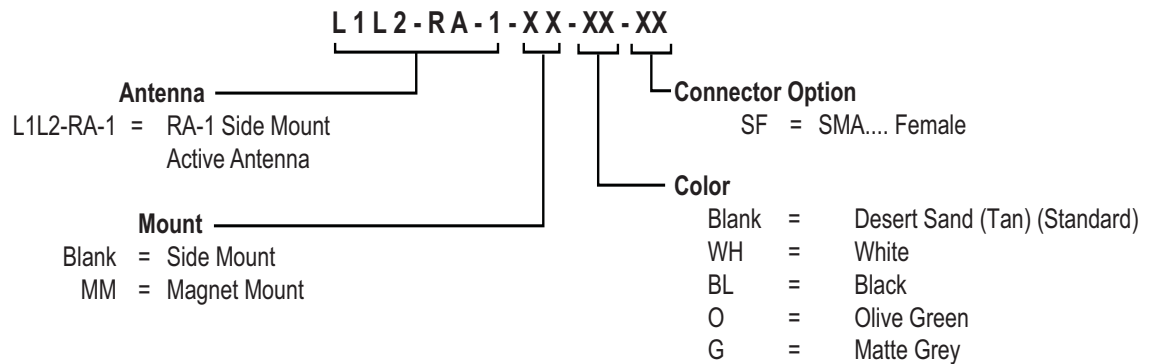 L1L2-RA-1-XX-XX-XX
Antenna
L1L2-RA-1 = RA-1 Side Mount
Active Antenna
Mount
Blank = Side Mount
MM = Magnet Mount
Connector Option
SF = SMA.... Female
Color
Blank = Desert Sand (Tan) (Standard)
WH = White
BL = Black
O = Olive Green
G = Matte Grey